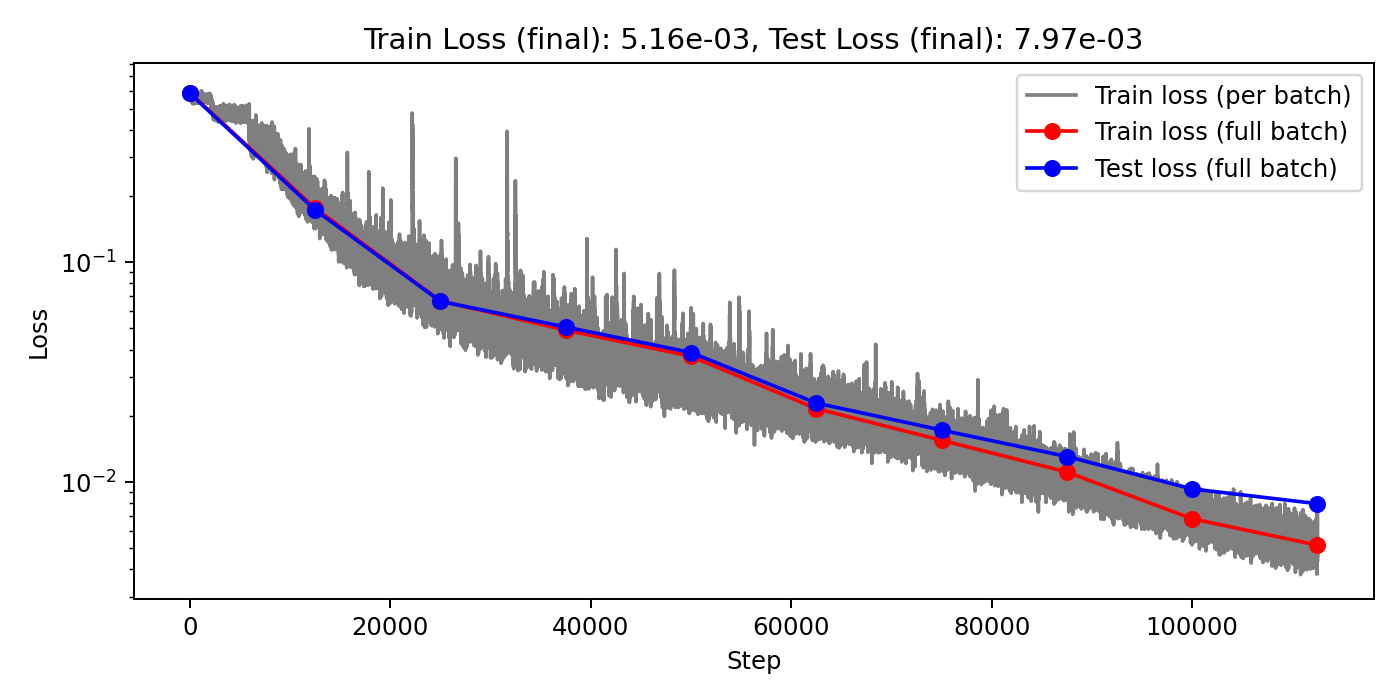 Train Loss (final): 5.16e-03, Test Loss (final): 7.97e-03
Train loss (per batch)
Train loss (full batch)
Test loss (full batch)
Loss
10⁻¹
10⁻²
0 20000 40000 60000 80000 100000
Step